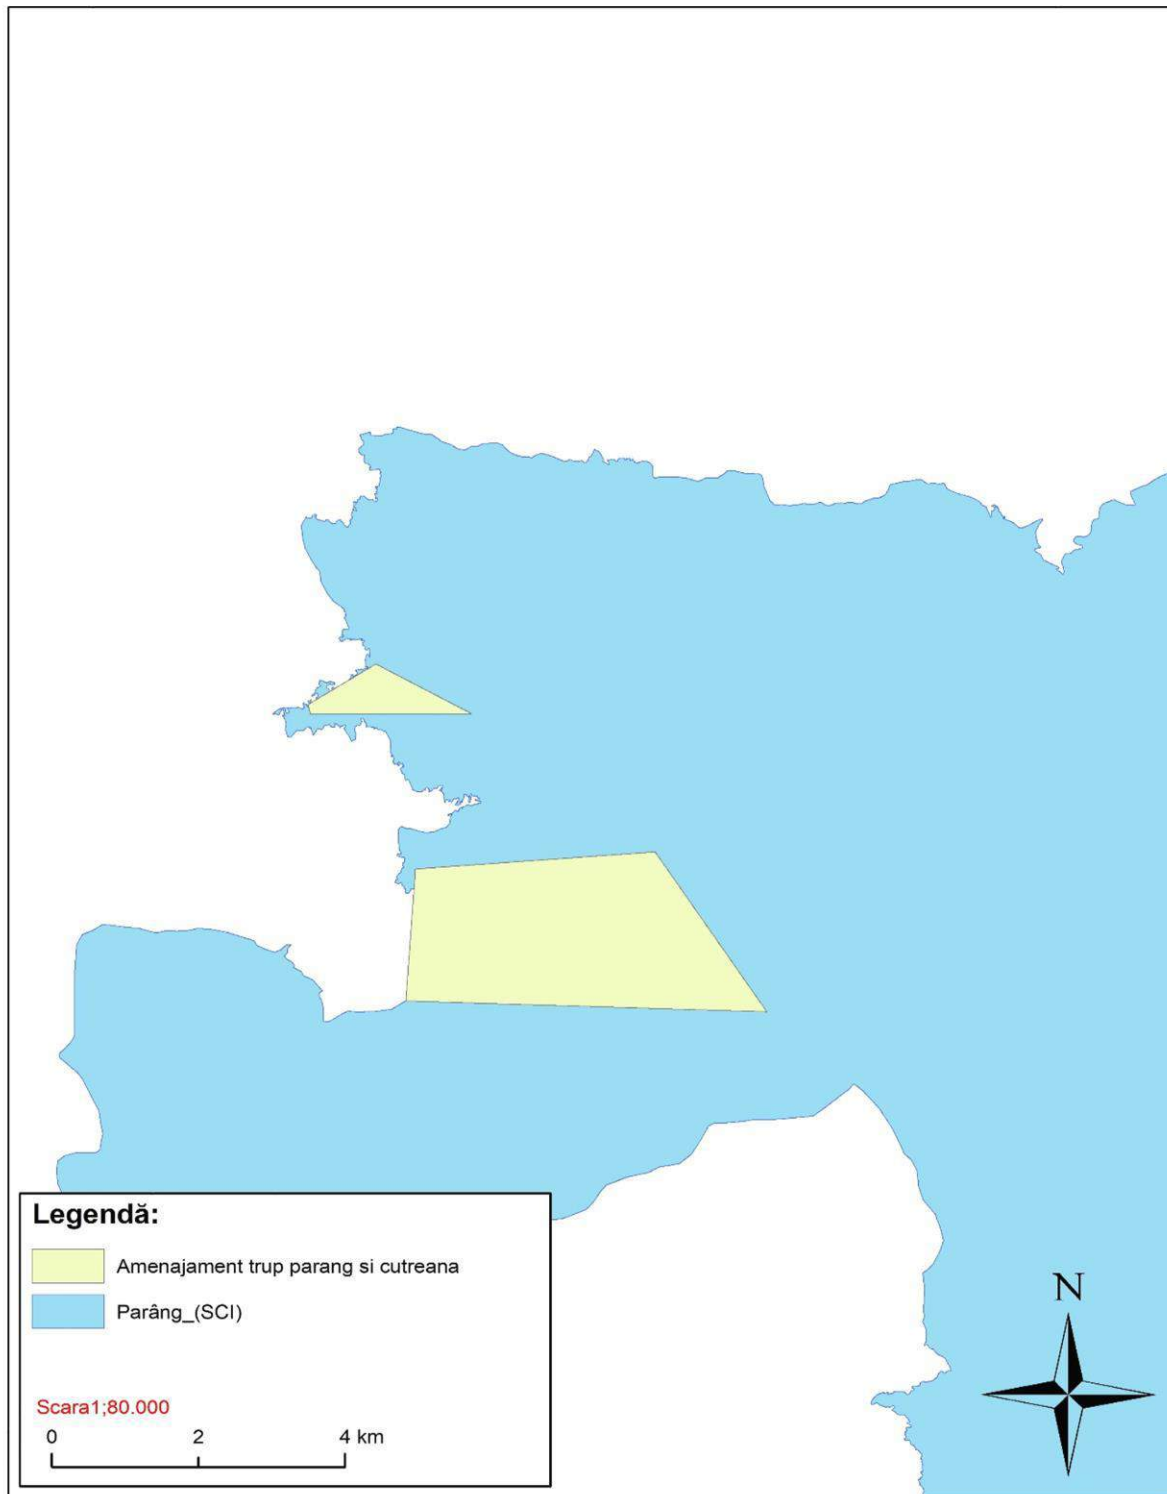 Legendă:
Amenajament trup parang si cutreana
Parâng_(SCI)
Scara1;80.000
0 2 4 km
N